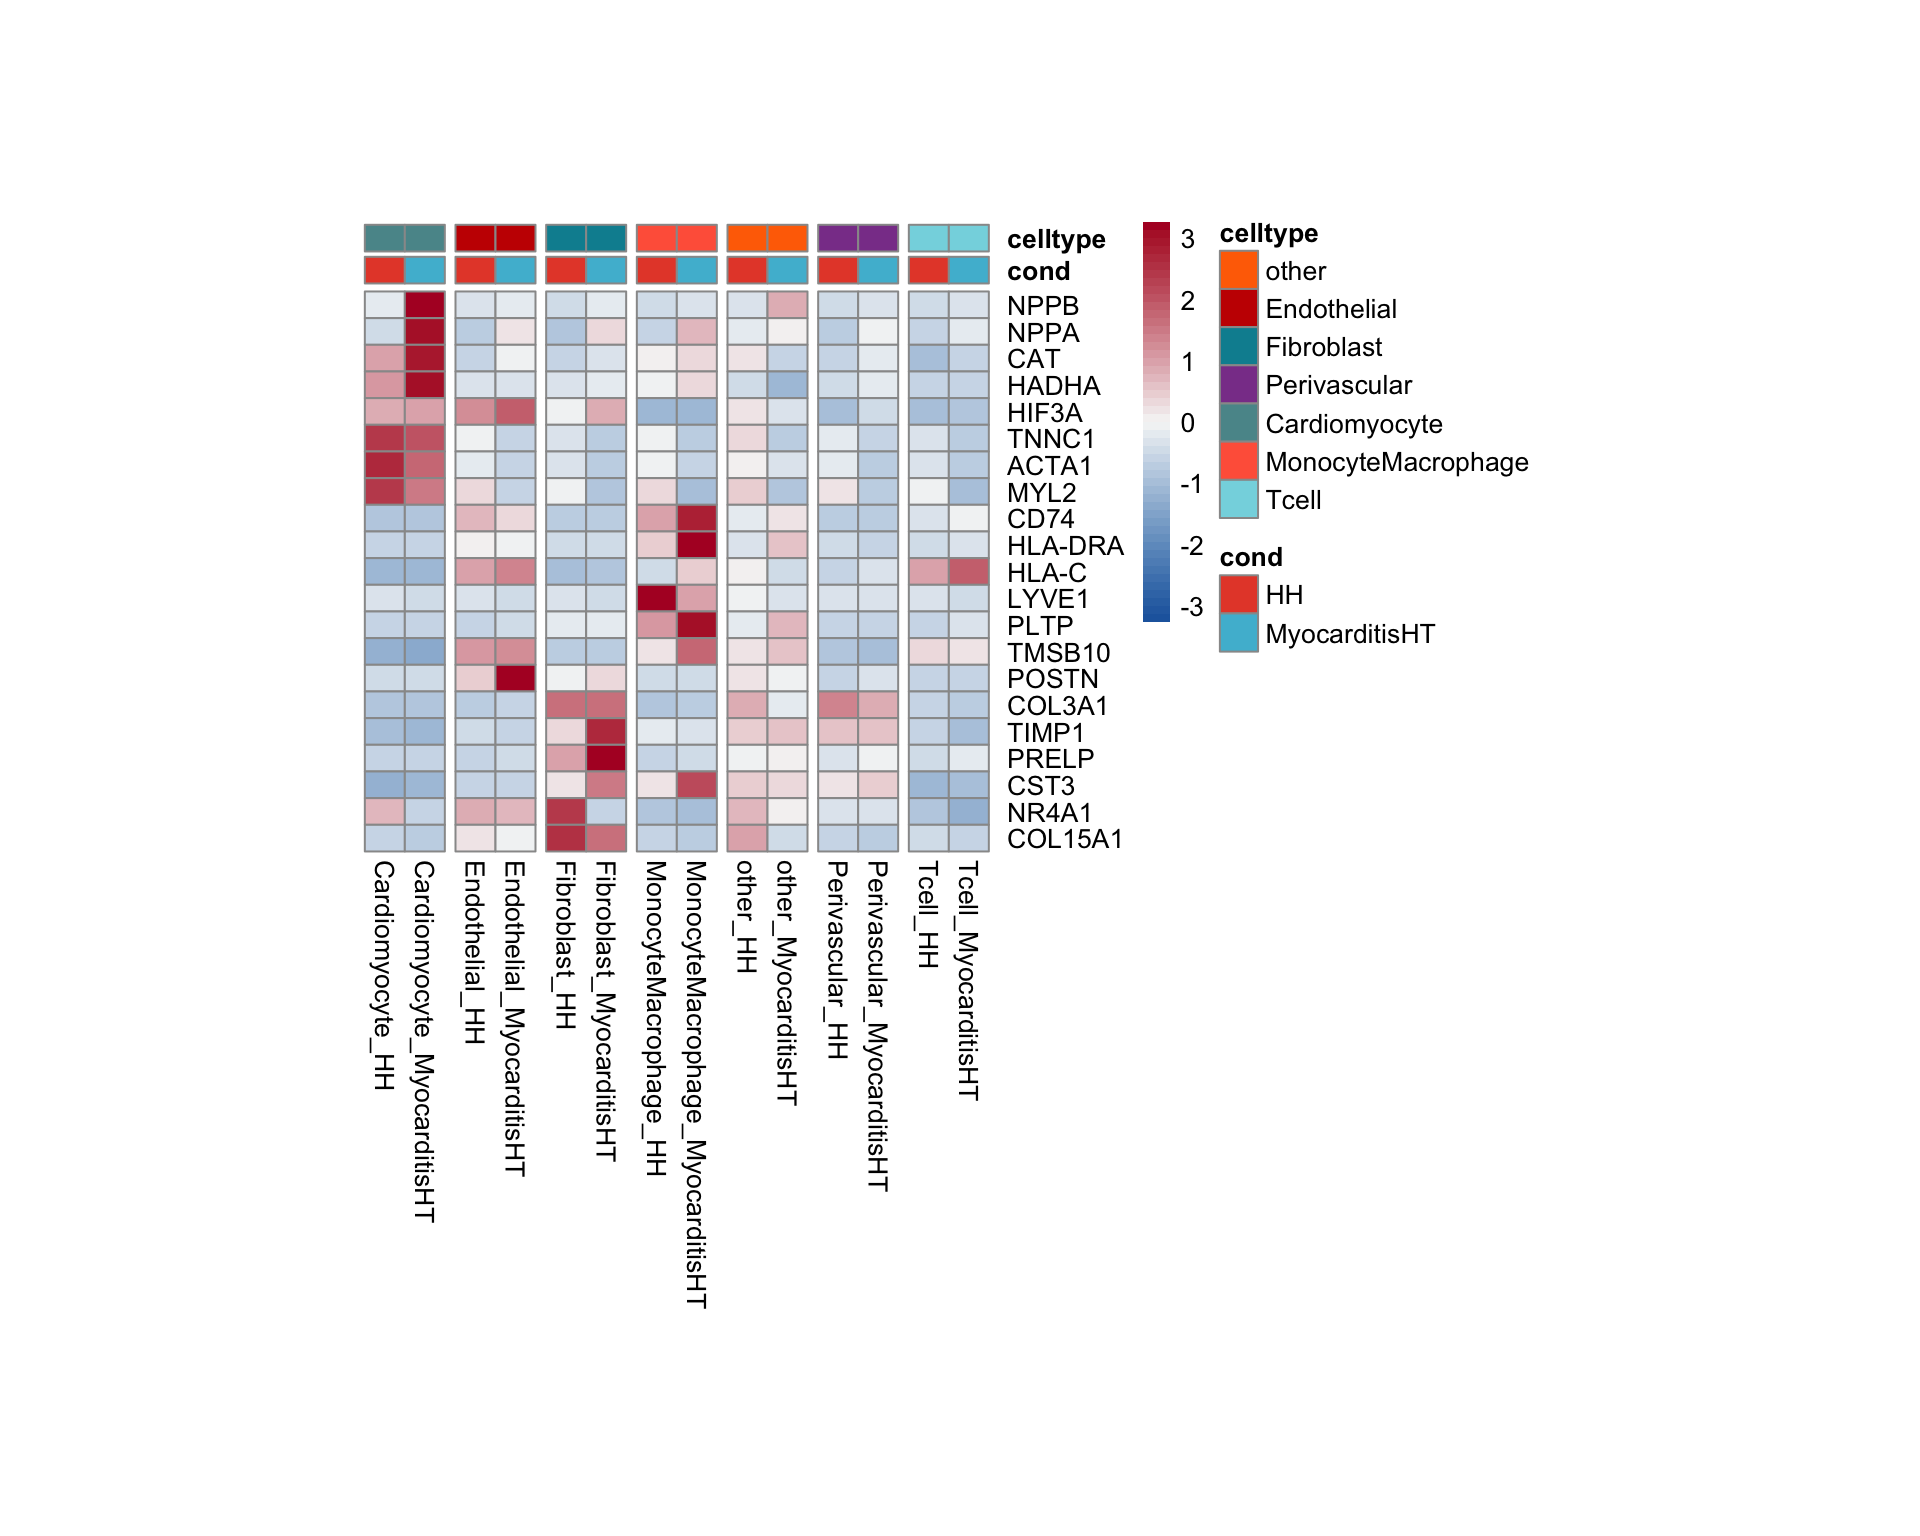 celltype
cond
NPPB
NPPA
CAT
HADHA
HIF3A
TNNC1
ACTA1
MYL2
CD74
HLA-DRA
HLA-C
LYVE1
PLTP
TMSB10
POSTN
COL3A1
TIMP1
PRELP
CST3
NR4A1
COL15A1
Cardiomyocyte_HH
Cardiomyocyte_MyocarditisHT
Endothelial_HH
Endothelial_MyocarditisHT
Fibroblast_HH
Fibroblast_MyocarditisHT
MonocyteMacrophage_HH
MonocyteMacrophage_MyocarditisHT
other_HH
other_MyocarditisHT
Perivascular_HH
Perivascular_MyocarditisHT
Tcell_HH
Tcell_MyocarditisHT
3
2
1
0
-1
-2
-3
celltype
other
Endothelial
Fibroblast
Perivascular
Cardiomyocyte
MonocyteMacrophage
Tcell
cond
HH
MyocarditisHT